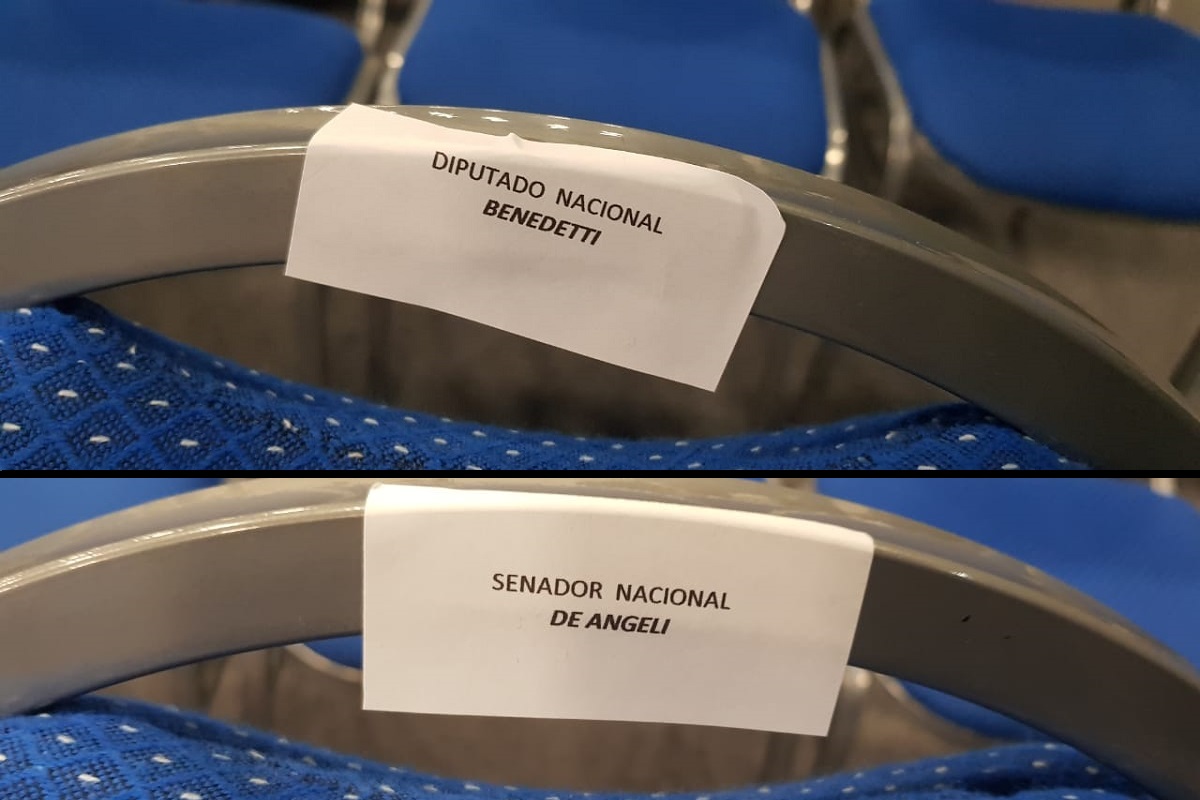 DIPUTADO NACIONAL
BENEDETTI
SENADOR NACIONAL
DE ANGELI